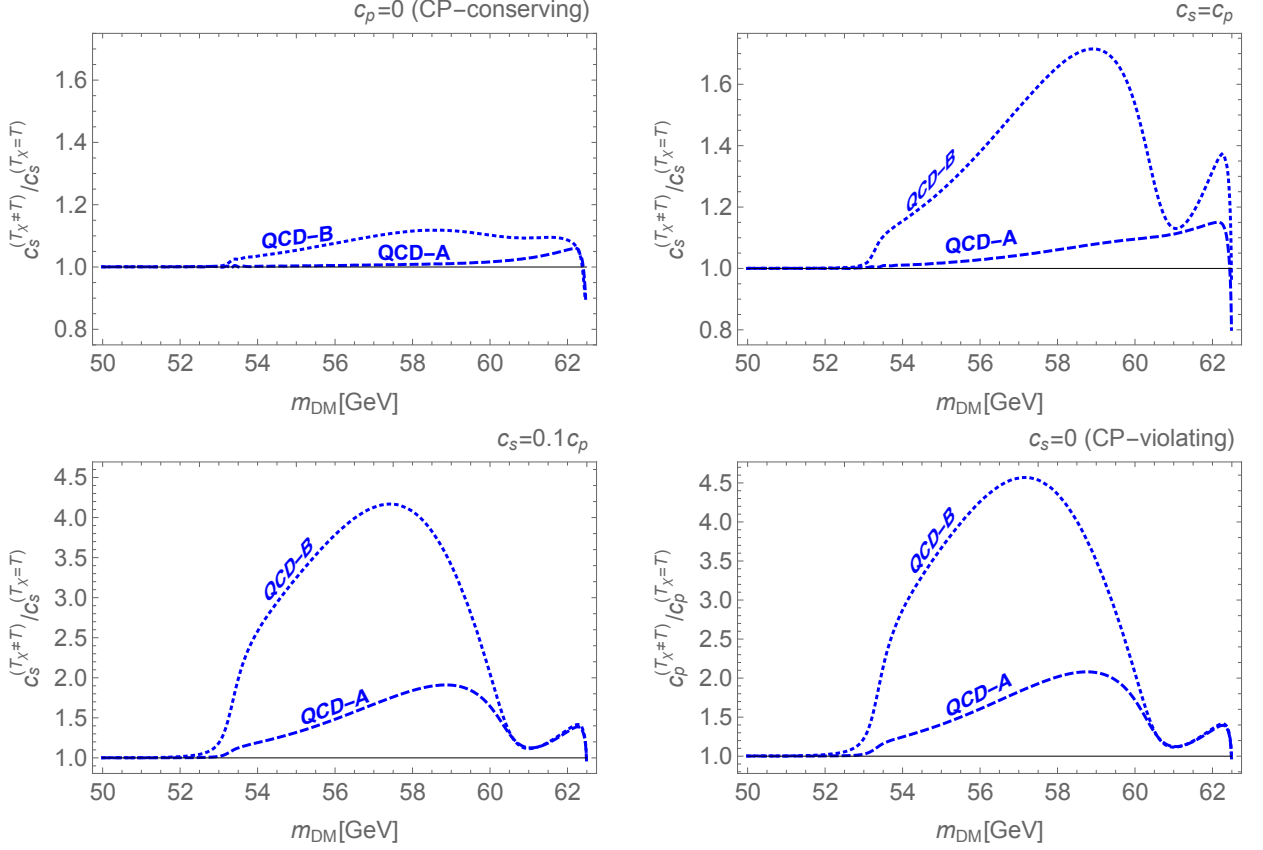 c_p=0 (CP−conserving)
c_s^(T_χ≠T)/c_s^(T_χ=T)
1.6
1.4
1.2
1.0
0.8
QCD−B
QCD−A
50 52 54 56 58 60 62
m_DM[GeV]
c_s=c_p
c_s^(T_χ≠T)/c_s^(T_χ=T)
1.6
1.4
1.2
1.0
0.8
QCD−B
QCD−A
50 52 54 56 58 60 62
m_DM[GeV]
c_s=0.1c_p
c_s^(T_χ≠T)/c_s^(T_χ=T)
4.5
4.0
3.5
3.0
2.5
2.0
1.5
1.0
QCD−B
QCD−A
50 52 54 56 58 60 62
m_DM[GeV]
c_s=0 (CP−violating)
c_p^(T_χ≠T)/c_p^(T_χ=T)
4.5
4.0
3.5
3.0
2.5
2.0
1.5
1.0
QCD−B
QCD−A
50 52 54 56 58 60 62
m_DM[GeV]